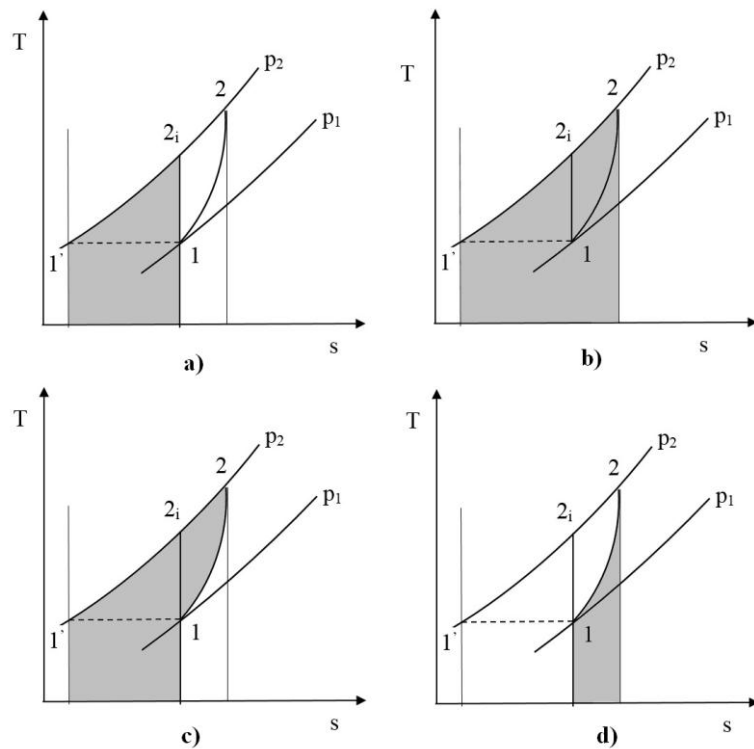 T
p₂
2
p₁
2ᵢ
1'
1
s
a)
T
p₂
2
p₁
2ᵢ
1'
1
s
b)
T
p₂
2
p₁
2ᵢ
1'
1
s
c)
T
p₂
2
p₁
2ᵢ
1'
1
s
d)